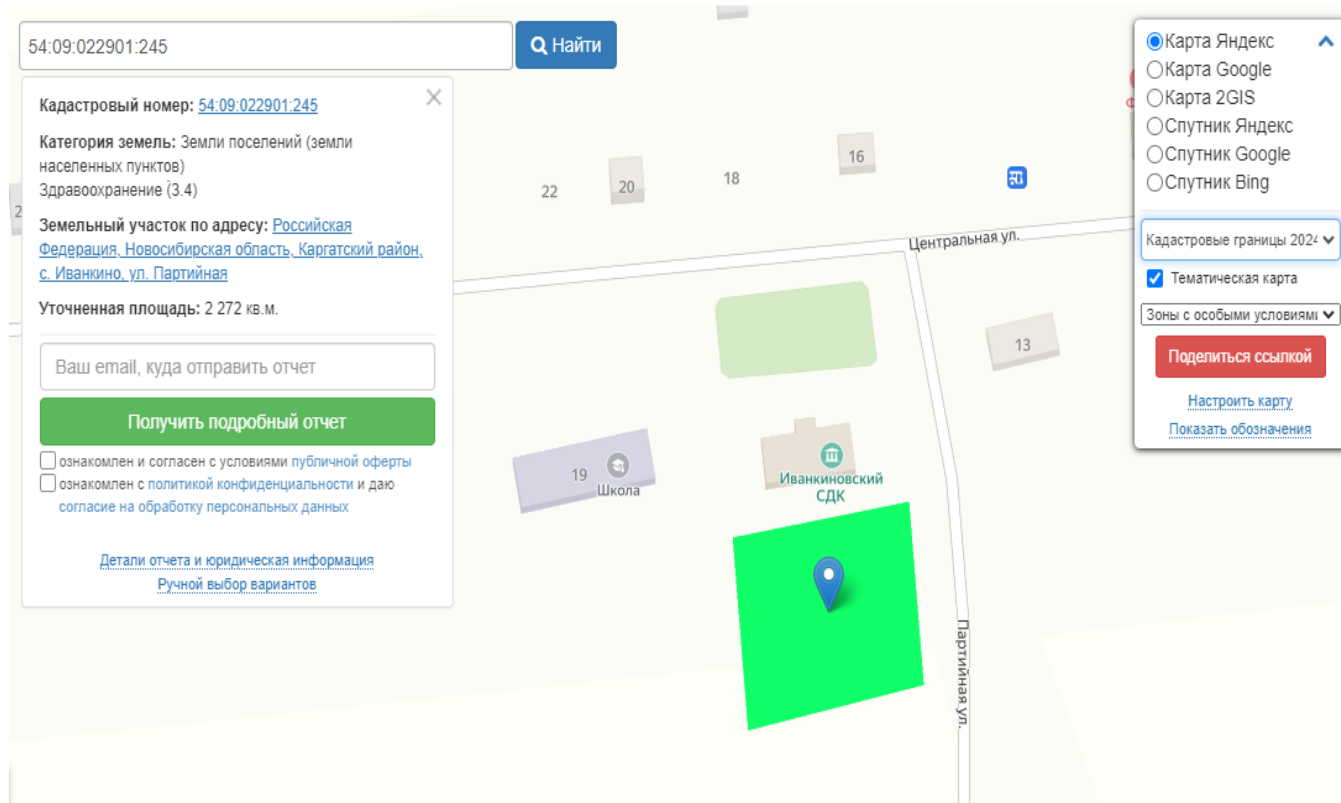 54:09:022901:245
Найти
Кадастровый номер: 54:09:022901:245
Категория земель: Земли поселений (земли
населенных пунктов)
Здравоохранение (3.4)
Земельный участок по адресу: Российская
Федерация, Новосибирская область, Каргатский район,
с. Иванкино, ул. Партийная
Уточненная площадь: 2 272 кв.м.
Ваш email, куда отправить отчет
Получить подробный отчет
ознакомлен и согласен с условиями публичной оферты
ознакомлен с политикой конфиденциальности и даю
согласие на обработку персональных данных
Детали отчета и юридическая информация
Ручной выбор вариантов
22
20
18
16
Центральная ул.
13
19
Школа
Иванкиновский
СДК
Партийная ул.
Карта Яндекс
Карта Google
Карта 2GIS
Спутник Яндекс
Спутник Google
Спутник Bing
Кадастровые границы 2024
Тематическая карта
Зоны с особыми условиями
Поделиться ссылкой
Настроить карту
Показать обозначения